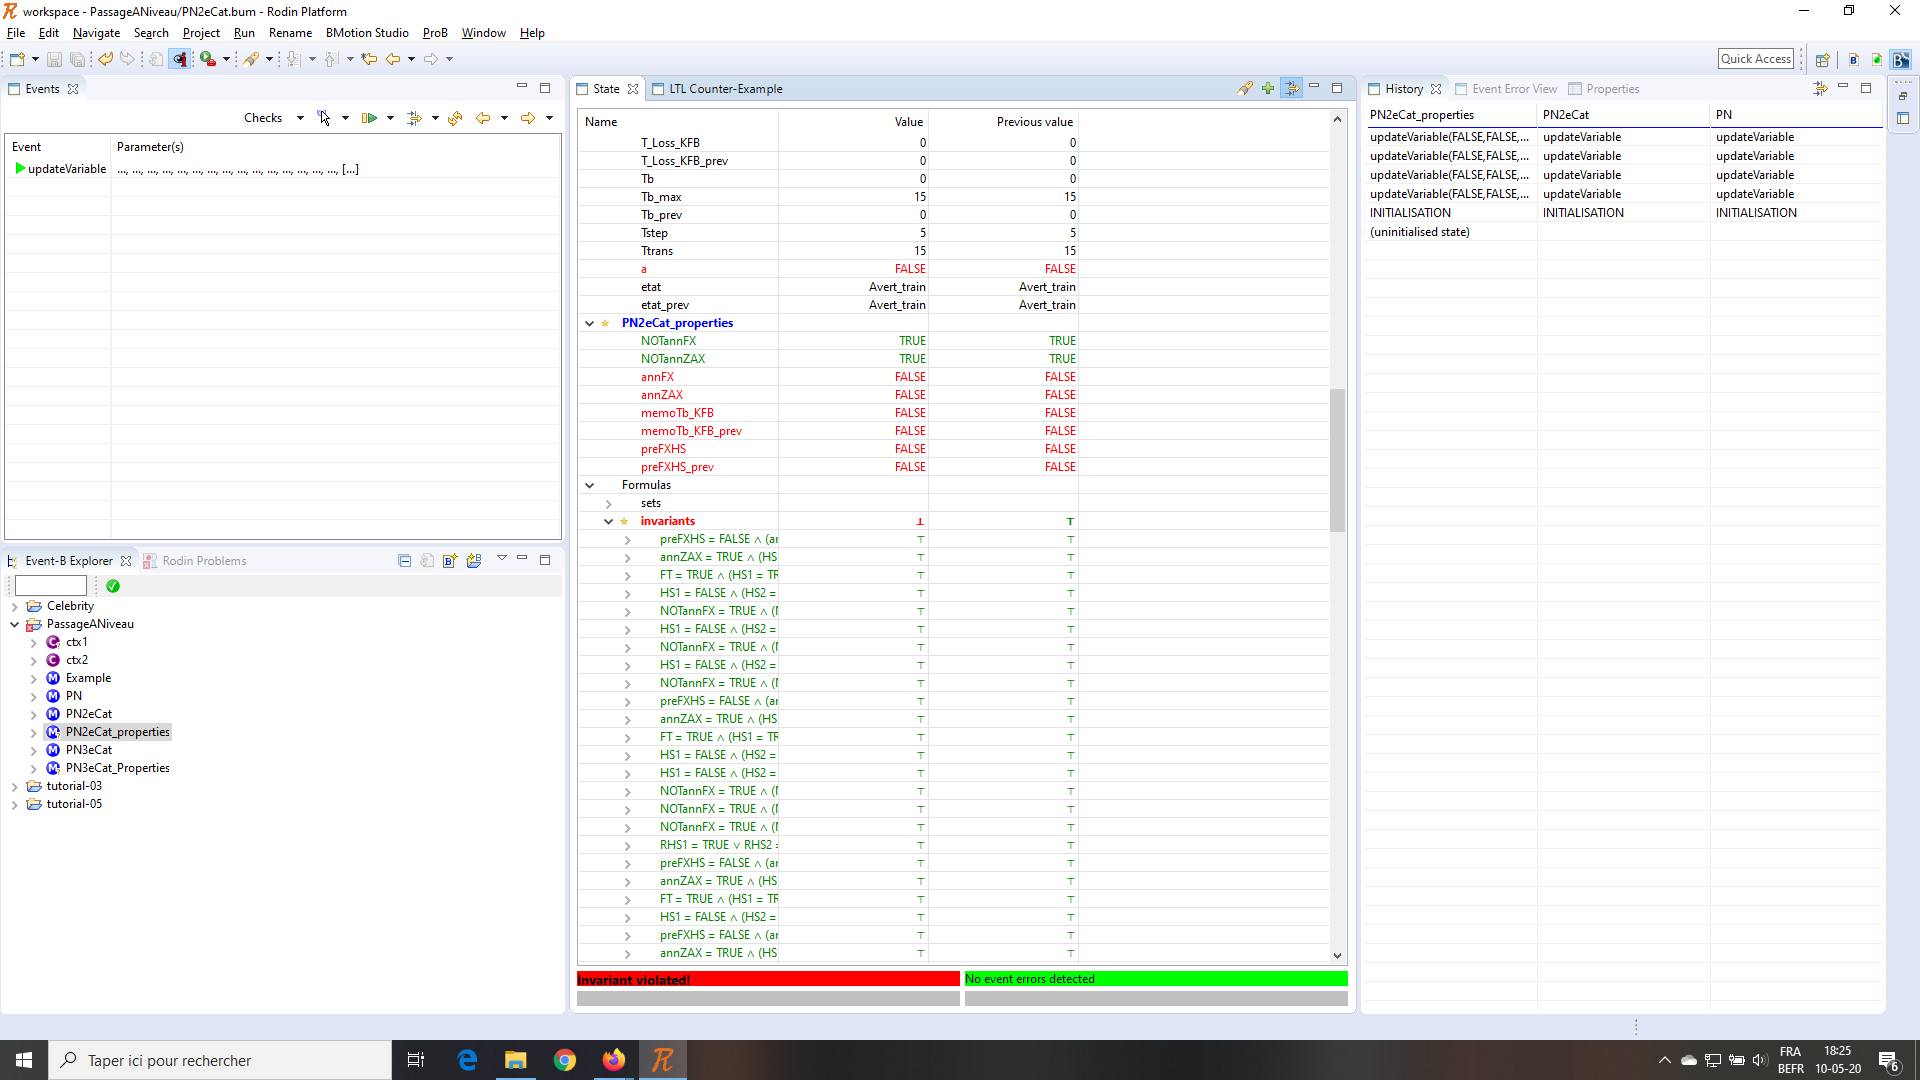 workspace - PassageANiveau/PN2eCat.bum - Rodin Platform
File Edit Navigate Search Project Run Rename BMotion Studio ProB Window Help
Quick Access
Events
Checks
Event Parameter(s)
updateVariable ..., ..., ..., ..., ..., ..., ..., ..., ..., ..., ..., ..., ..., ..., ..., [...]
Event-B Explorer Rodin Problems
Celebrity
PassageANiveau
ctx1
ctx2
Example
PN
PN2eCat
PN2eCat_properties
PN3eCat
PN3eCat_Properties
tutorial-03
tutorial-05
State LTL Counter-Example
Name Value Previous value
T_Loss_KFB 0 0
T_Loss_KFB_prev 0 0
Tb 0 0
Tb_max 15 15
Tb_prev 0 0
Tstep 5 5
Ttrans 15 15
a FALSE FALSE
etat Avert_train Avert_train
etat_prev Avert_train Avert_train
PN2eCat_properties
NOTannFX TRUE TRUE
NOTannZAX TRUE TRUE
annFX FALSE FALSE
annZAX FALSE FALSE
memoTb_KFB FALSE FALSE
memoTb_KFB_prev FALSE FALSE
preFXHS FALSE FALSE
preFXHS_prev FALSE FALSE
Formulas
sets
invariants ⊥ ⊤
preFXHS = FALSE ∧ (ar ⊤ ⊤
annZAX = TRUE ∧ (HS ⊤ ⊤
FT = TRUE ∧ (HS1 = TR ⊤ ⊤
HS1 = FALSE ∧ (HS2 = ⊤ ⊤
NOTannFX = TRUE ∧ (N ⊤ ⊤
HS1 = FALSE ∧ (HS2 = ⊤ ⊤
NOTannFX = TRUE ∧ (N ⊤ ⊤
HS1 = FALSE ∧ (HS2 = ⊤ ⊤
NOTannFX = TRUE ∧ (N ⊤ ⊤
preFXHS = FALSE ∧ (ar ⊤ ⊤
annZAX = TRUE ∧ (HS ⊤ ⊤
FT = TRUE ∧ (HS1 = TR ⊤ ⊤
HS1 = FALSE ∧ (HS2 = ⊤ ⊤
HS1 = FALSE ∧ (HS2 = ⊤ ⊤
NOTannFX = TRUE ∧ (N ⊤ ⊤
NOTannFX = TRUE ∧ (N ⊤ ⊤
NOTannFX = TRUE ∧ (N ⊤ ⊤
RHS1 = TRUE ∨ RHS2 = ⊤ ⊤
preFXHS = FALSE ∧ (ar ⊤ ⊤
annZAX = TRUE ∧ (HS ⊤ ⊤
FT = TRUE ∧ (HS1 = TR ⊤ ⊤
HS1 = FALSE ∧ (HS2 = ⊤ ⊤
preFXHS = FALSE ∧ (ar ⊤ ⊤
annZAX = TRUE ∧ (HS ⊤ ⊤
Invariant violated! No event errors detected
History Event Error View Properties
PN2eCat_properties PN2eCat PN
updateVariable(FALSE,FALSE,... updateVariable updateVariable
updateVariable(FALSE,FALSE,... updateVariable updateVariable
updateVariable(FALSE,FALSE,... updateVariable updateVariable
updateVariable(FALSE,FALSE,... updateVariable updateVariable
INITIALISATION INITIALISATION INITIALISATION
(uninitialised state)
Taper ici pour rechercher
FRA 18:25
BEFR 10-05-20
6